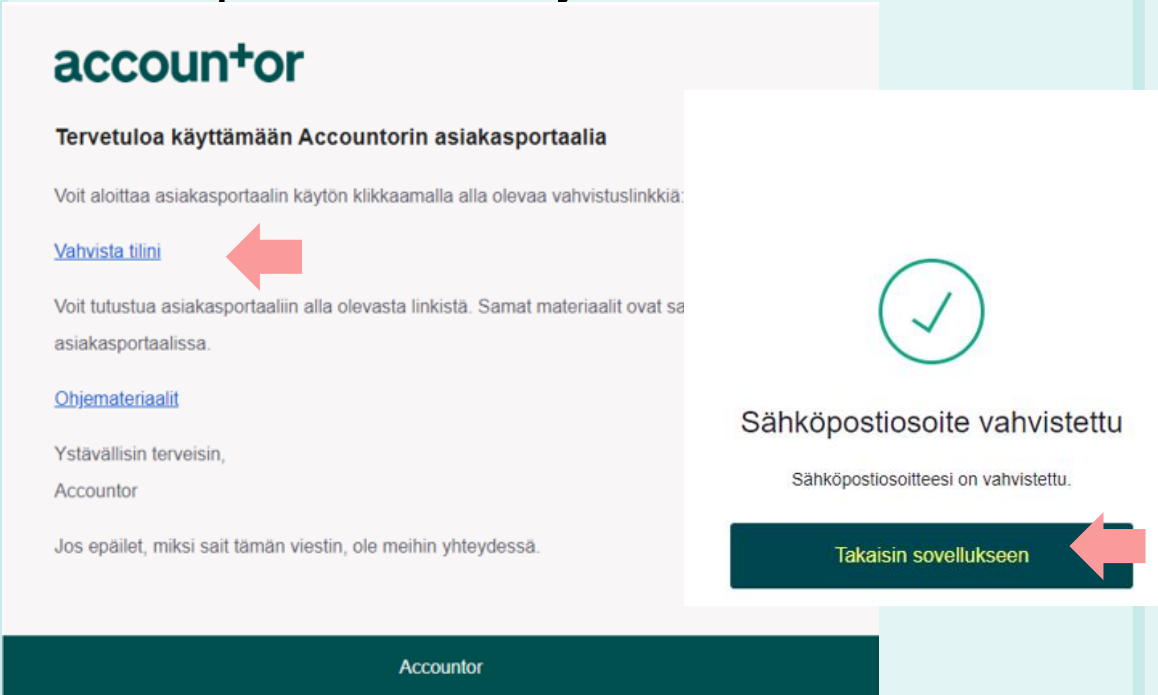 accountor
Tervetuloa käyttämään Accountorin asiakasportaalia
Voit aloittaa asiakasportaalin käytön klikkaamalla alla olevaa vahvistuslinkkiä:
Vahvista tilini
Voit tutustua asiakasportaaliin alla olevasta linkistä. Samat materiaalit ovat
asiakasportaalissa.
Ohjemateriaalit
Ystävällisin terveisin,
Accountor
Jos epäilet, miksi sait tämän viestin, ole meihin yhteydessä.
Accountor
Sähköpostiosoite vahvistettu
Sähköpostiosoitteesi on vahvistettu.
Takaisin sovellukseen